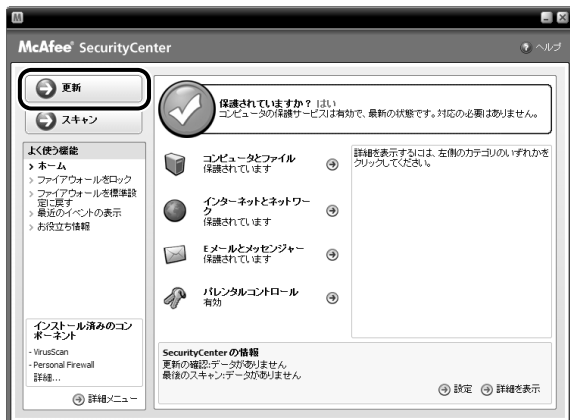 McAfee® SecurityCenter
ヘルプ
更新
スキャン
よく使う機能
ホーム
ファイアウォールをロック
ファイアウォールを標準設
定に戻す
最近のイベントの表示
お役立ち情報
インストール済みのコン
ポーネント
- VirusScan
- Personal Firewall
詳細...
詳細メニュー
保護されていますか? はい
コンピュータの保護サービスは有効で、最新の状態です。対応の必要はありません。
コンピュータとファイル
保護されています
インターネットとネットワー
ク
保護されています
Eメールとメッセンジャー
保護されています
パレンタルコントロール
有効
詳細を表示するには、左側のカテゴリのいずれかを
クリックしてください。
SecurityCenter の情報
更新の確認:データがありません
最後のスキャン:データがありません
設定
詳細を表示